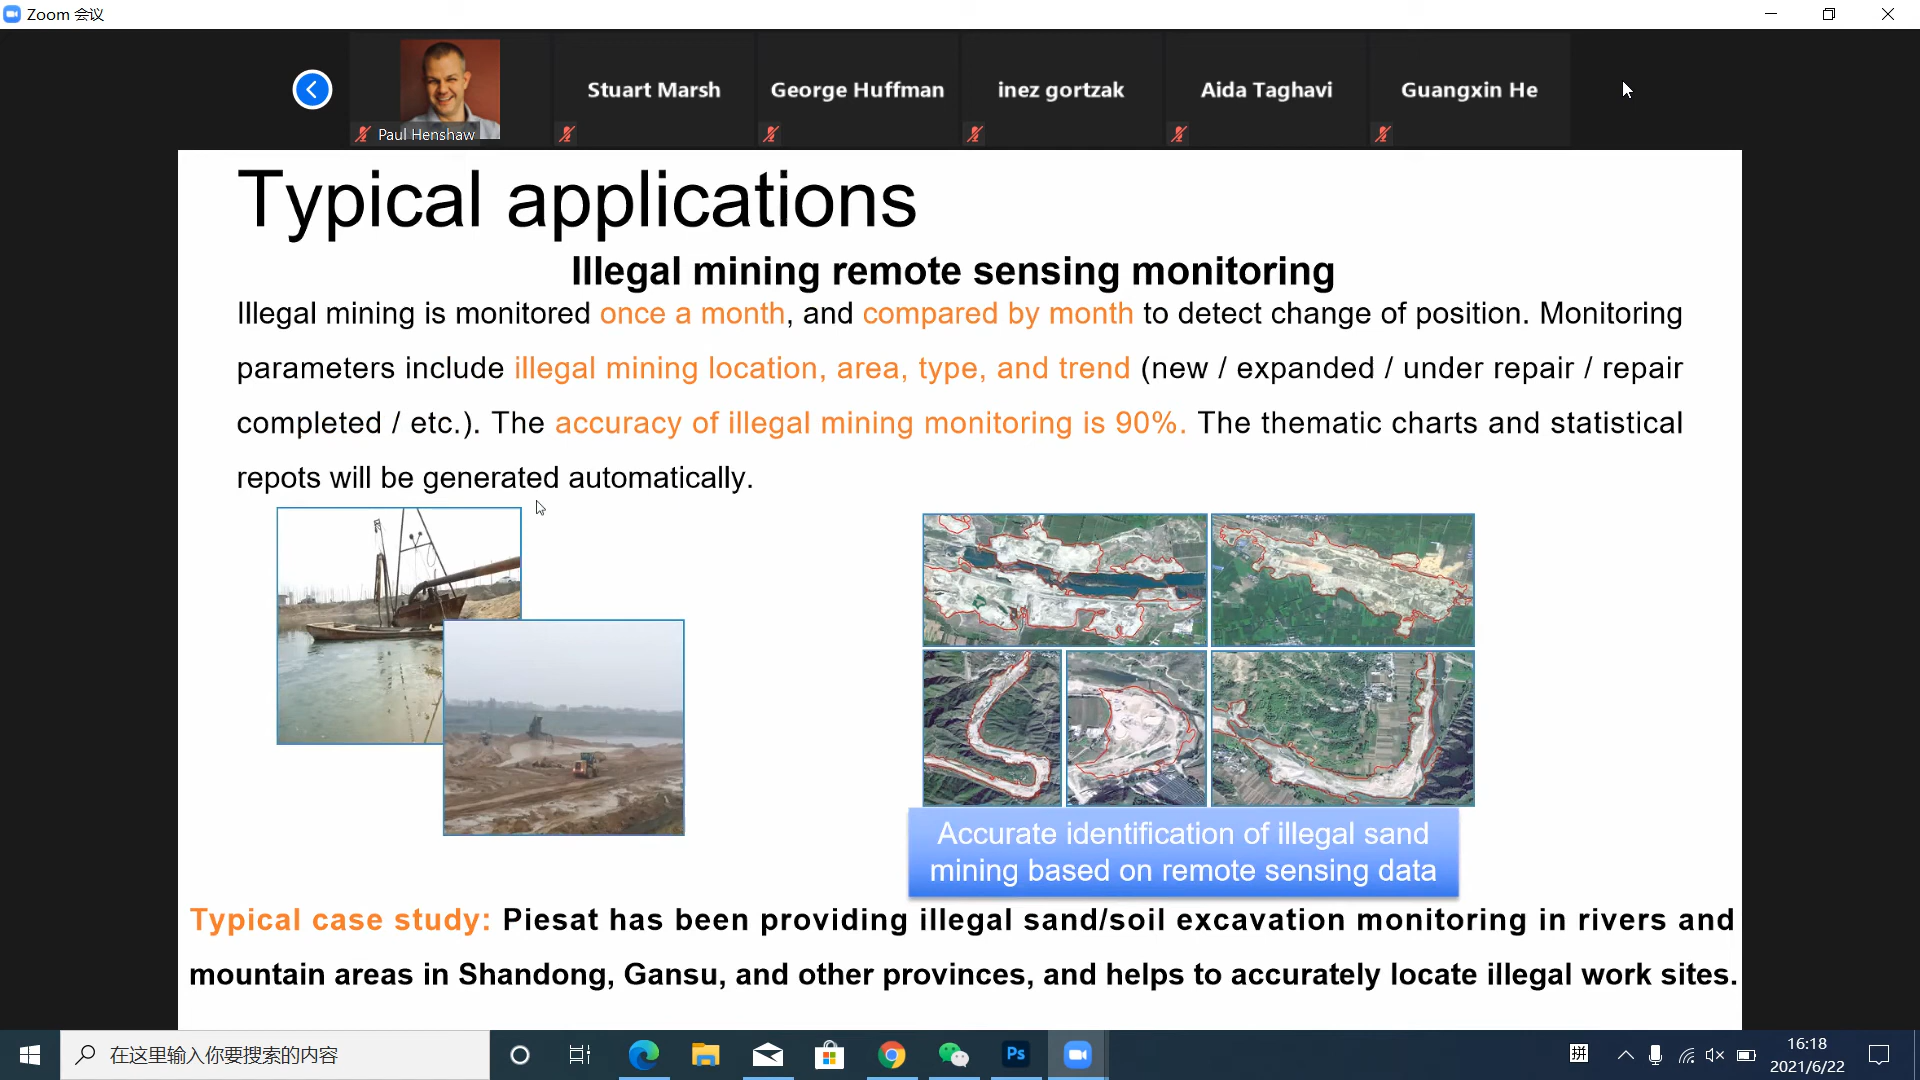 Zoom 会议
Paul Henshaw
Stuart Marsh
George Huffman
inez gortzak
Aida Taghavi
Guangxin He
Typical applications
Illegal mining remote sensing monitoring
Illegal mining is monitored once a month, and compared by month to detect change of position. Monitoring
parameters include illegal mining location, area, type, and trend (new / expanded / under repair / repair
completed / etc.). The accuracy of illegal mining monitoring is 90%. The thematic charts and statistical
repots will be generated automatically.
Accurate identification of illegal sand
mining based on remote sensing data
Typical case study: Piesat has been providing illegal sand/soil excavation monitoring in rivers and
mountain areas in Shandong, Gansu, and other provinces, and helps to accurately locate illegal work sites.
在这里输入你要搜索的内容
Ps
拼
16:18
2021/6/22